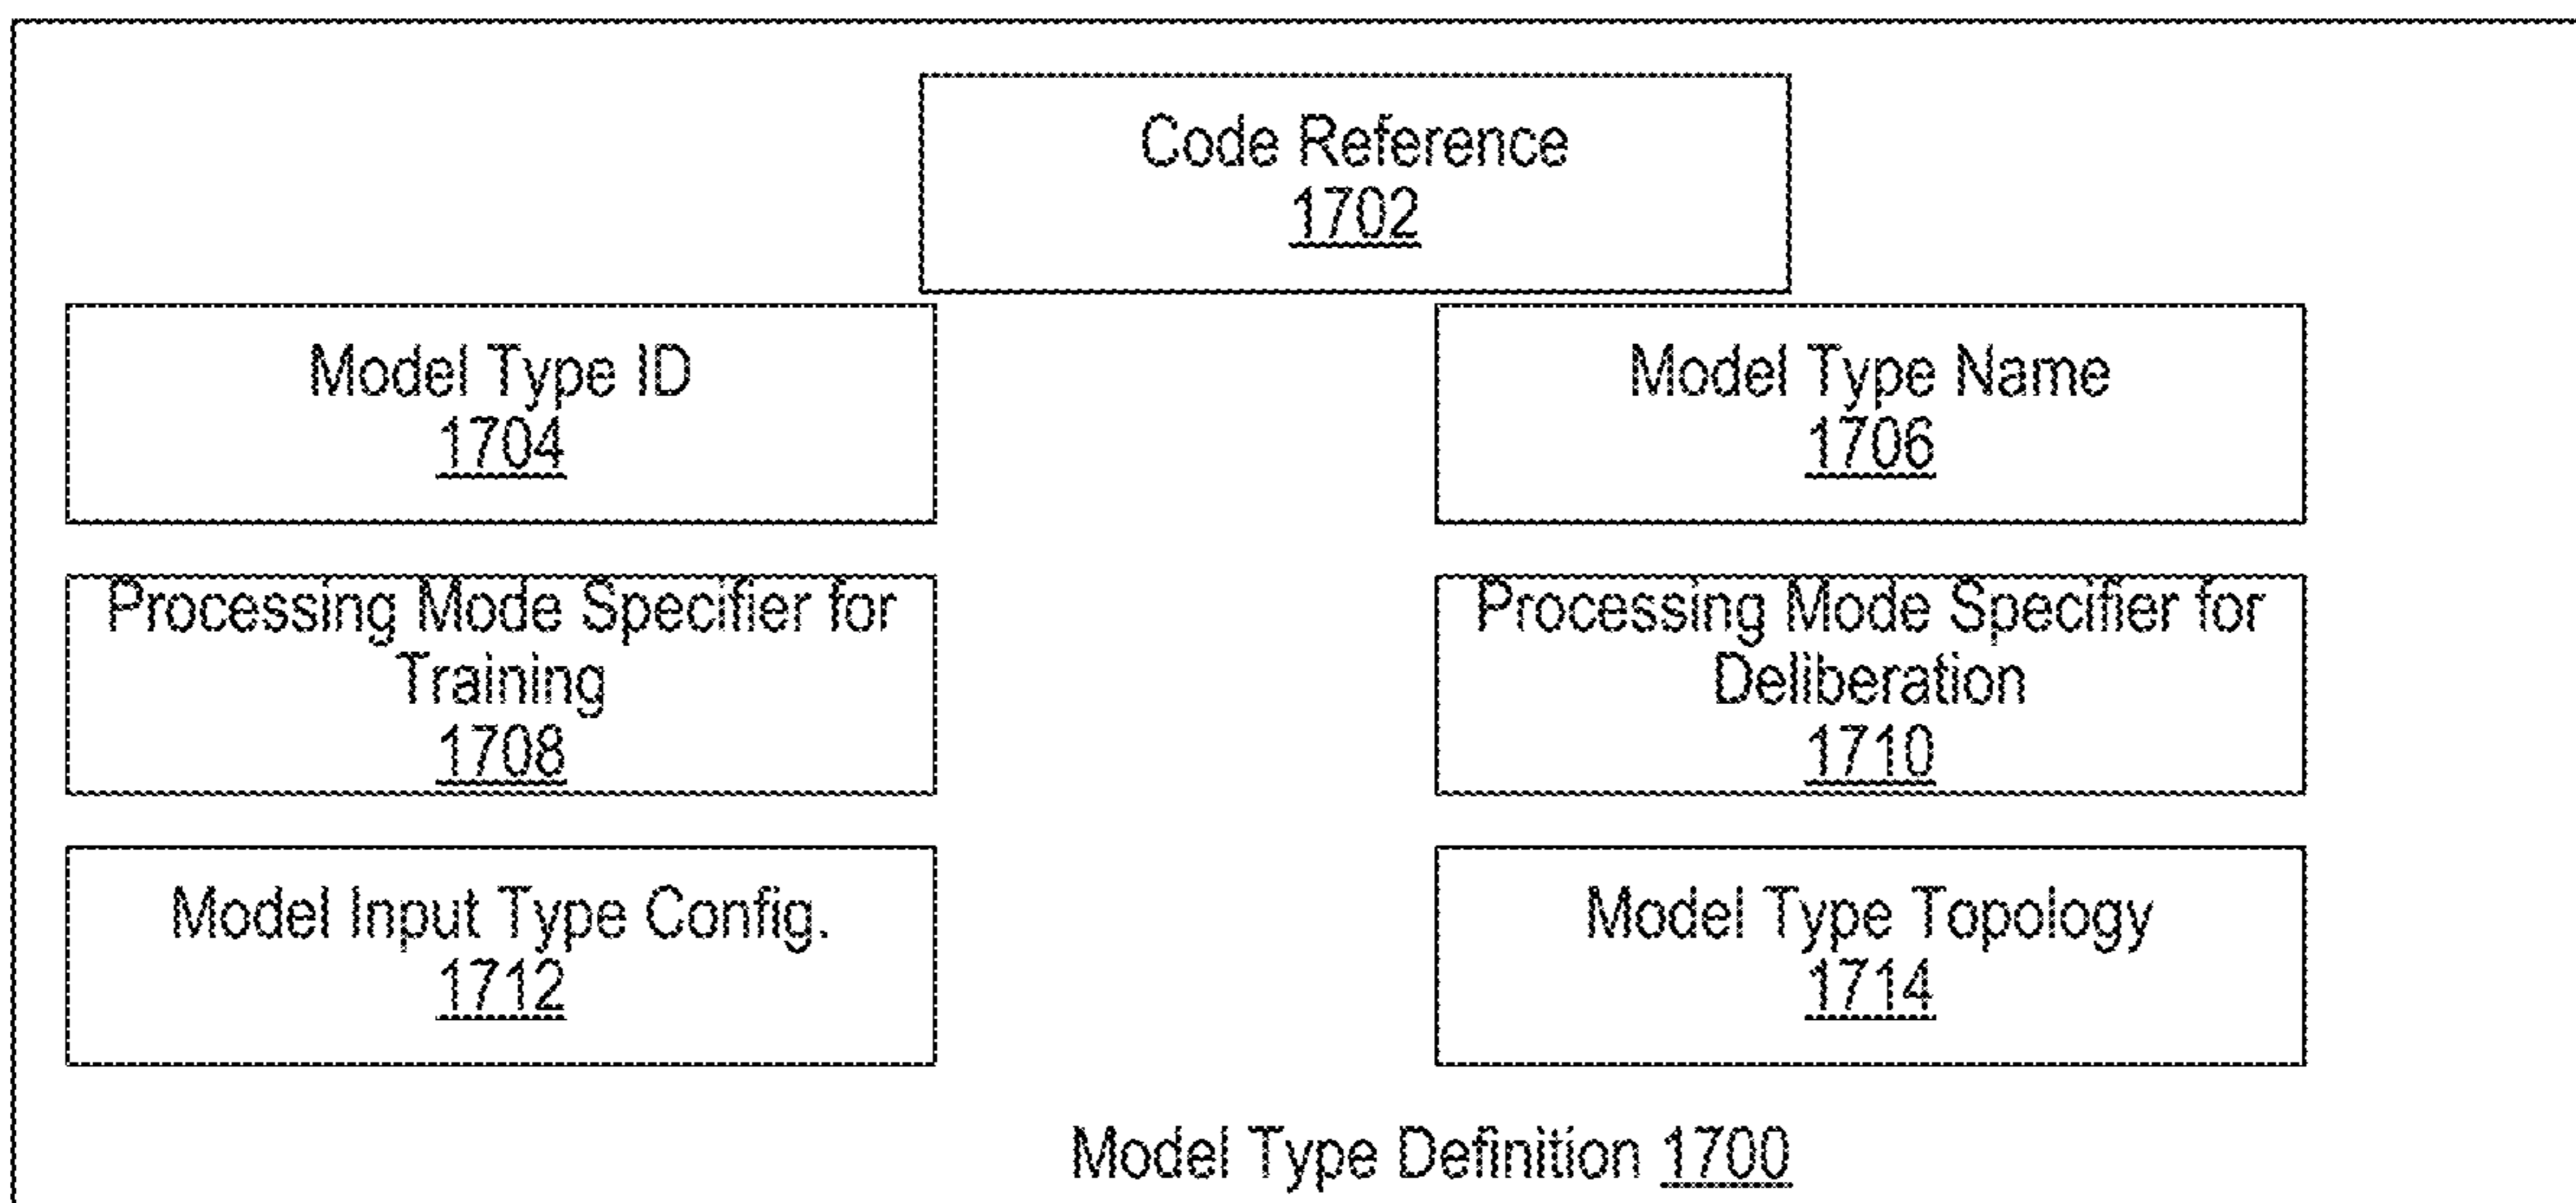 Code Reference
1702
Model Type ID
1704
Model Type Name
1706
Processing Mode Specifier for
Training
1708
Processing Mode Specifier for
Deliberation
1710
Model Input Type Config.
1712
Model Type Topology
1714
Model Type Definition 1700